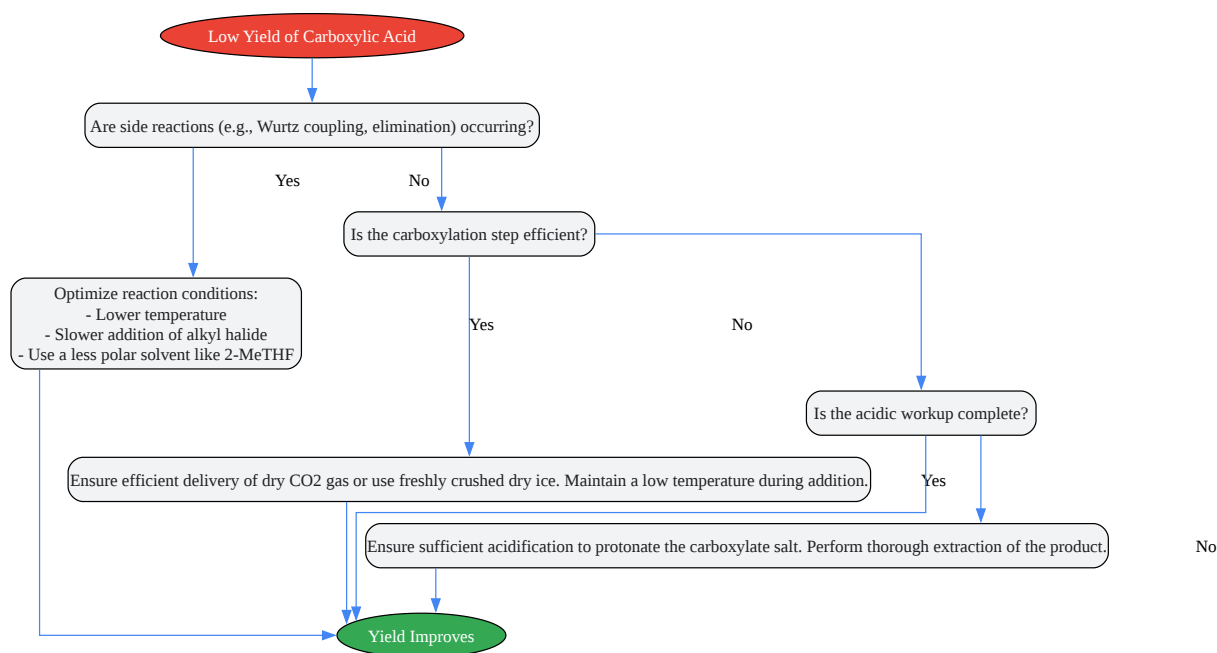 Low Yield of Carboxylic Acid
Are side reactions (e.g., Wurtz coupling, elimination) occurring?
Yes
No
Is the carboxylation step efficient?
Optimize reaction conditions:
- Lower temperature
- Slower addition of alkyl halide
- Use a less polar solvent like 2-MeTHF
Yes
No
Is the acidic workup complete?
Ensure efficient delivery of dry CO2 gas or use freshly crushed dry ice. Maintain a low temperature during addition.
Yes
Ensure sufficient acidification to protonate the carboxylate salt. Perform thorough extraction of the product.
No
Yield Improves